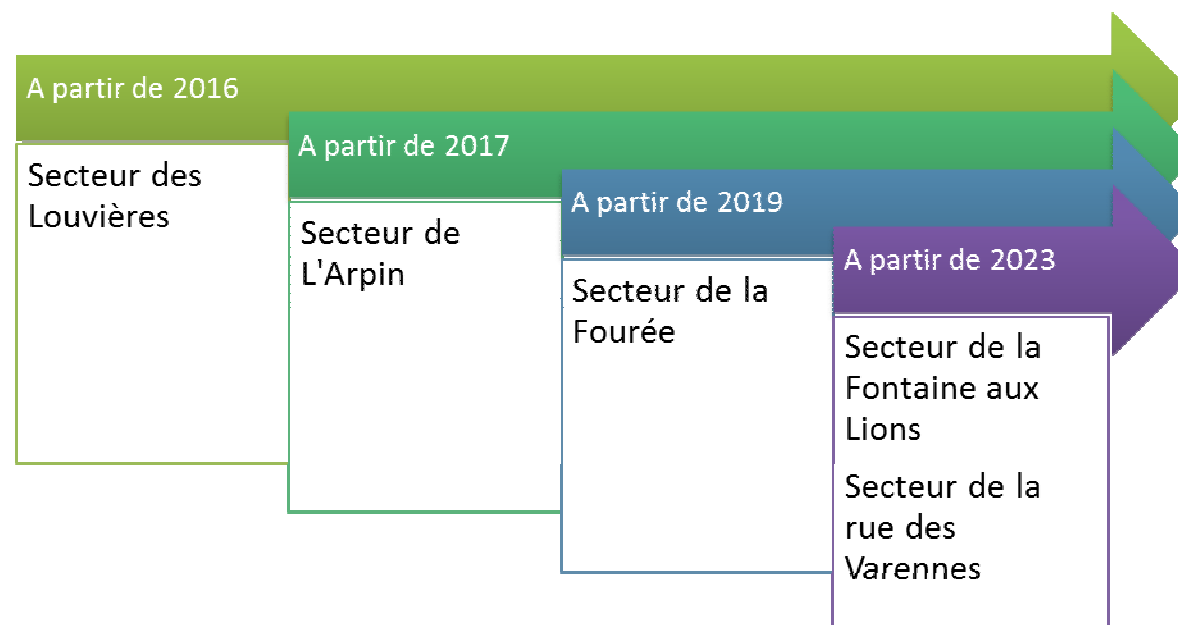 A partir de 2016
Secteur des
Louvières
A partir de 2017
Secteur de
L'Arpin
A partir de 2019
Secteur de la
Fourée
A partir de 2023
Secteur de la
Fontaine aux
Lions
Secteur de la
rue des
Varennes